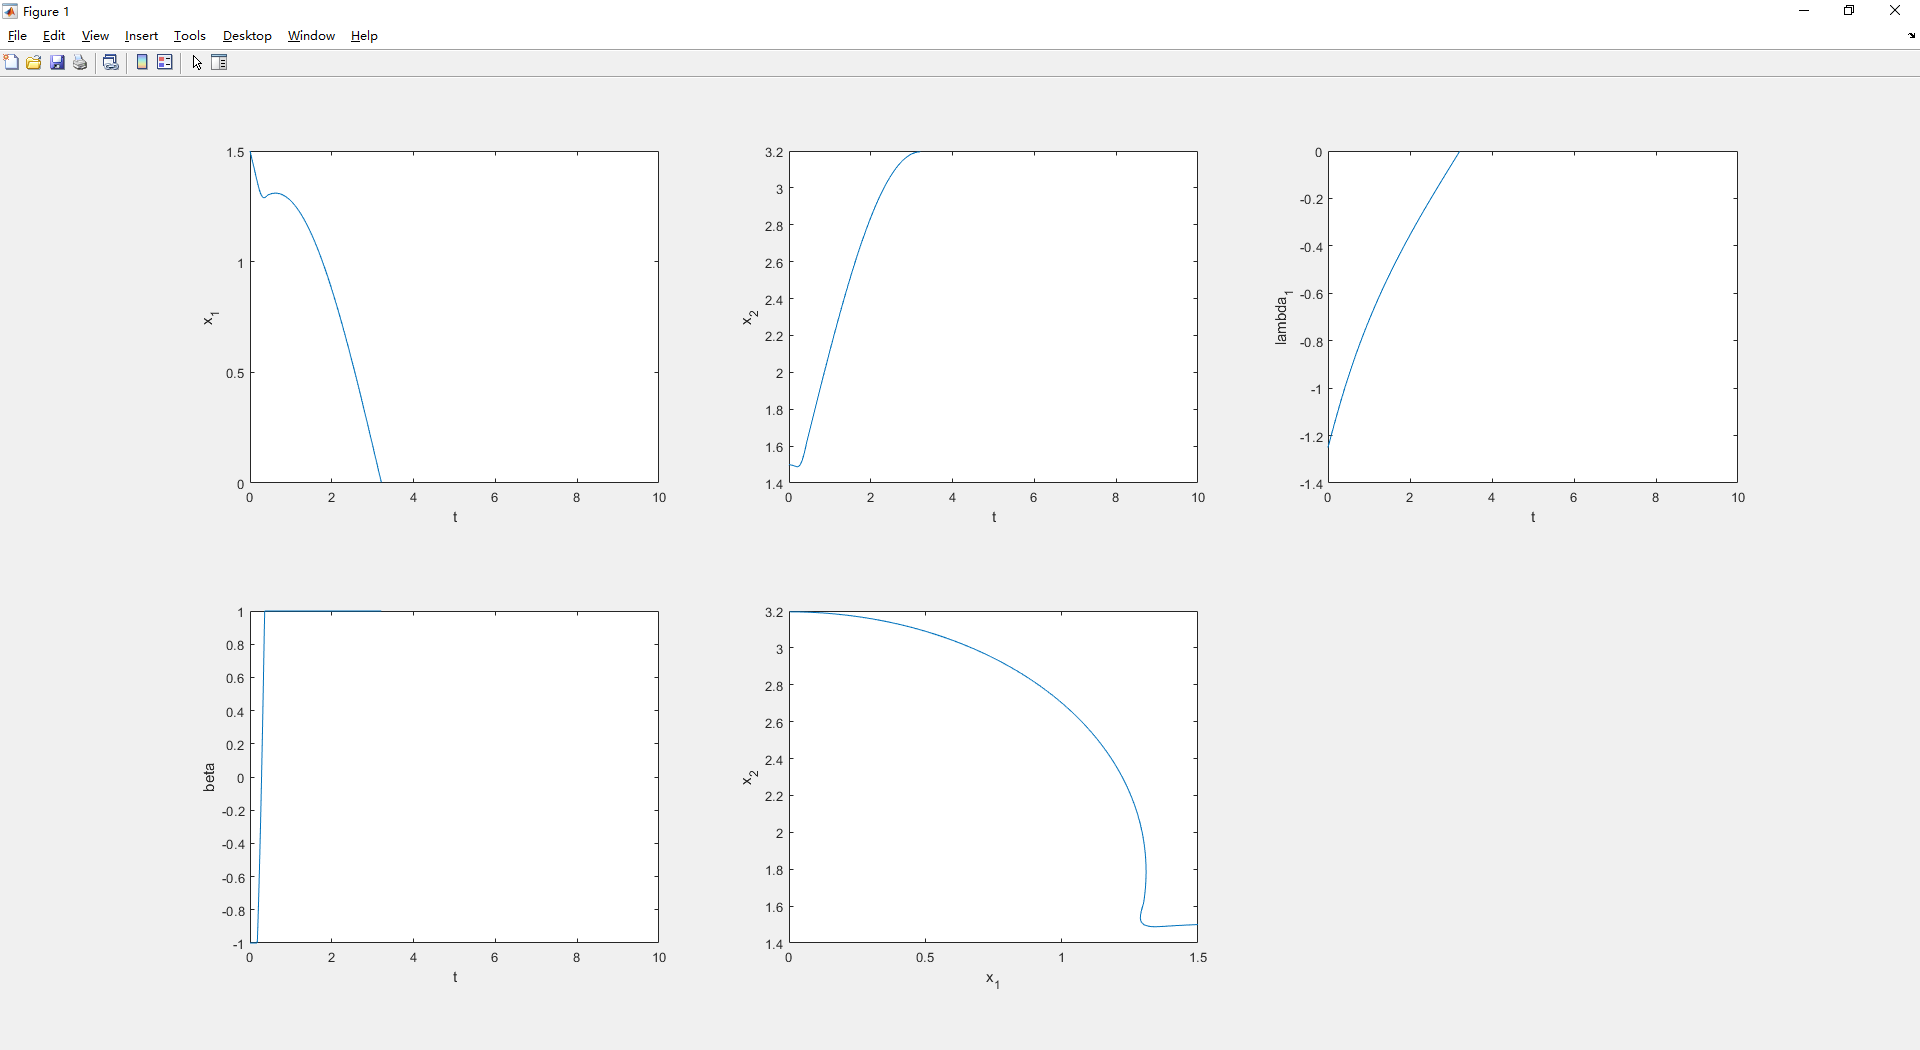 Figure 1
File Edit View Insert Tools Desktop Window Help
1.5
1
0.5
0
x_1
0 2 4 6 8 10
t
3.2
3
2.8
2.6
2.4
2.2
2
1.8
1.6
1.4
x_2
0 2 4 6 8 10
t
0
-0.2
-0.4
-0.6
-0.8
-1
-1.2
-1.4
lambda_1
0 2 4 6 8 10
t
1
0.8
0.6
0.4
0.2
0
-0.2
-0.4
-0.6
-0.8
-1
beta
0 2 4 6 8 10
t
3.2
3
2.8
2.6
2.4
2.2
2
1.8
1.6
1.4
x_2
0 0.5 1 1.5
x_1